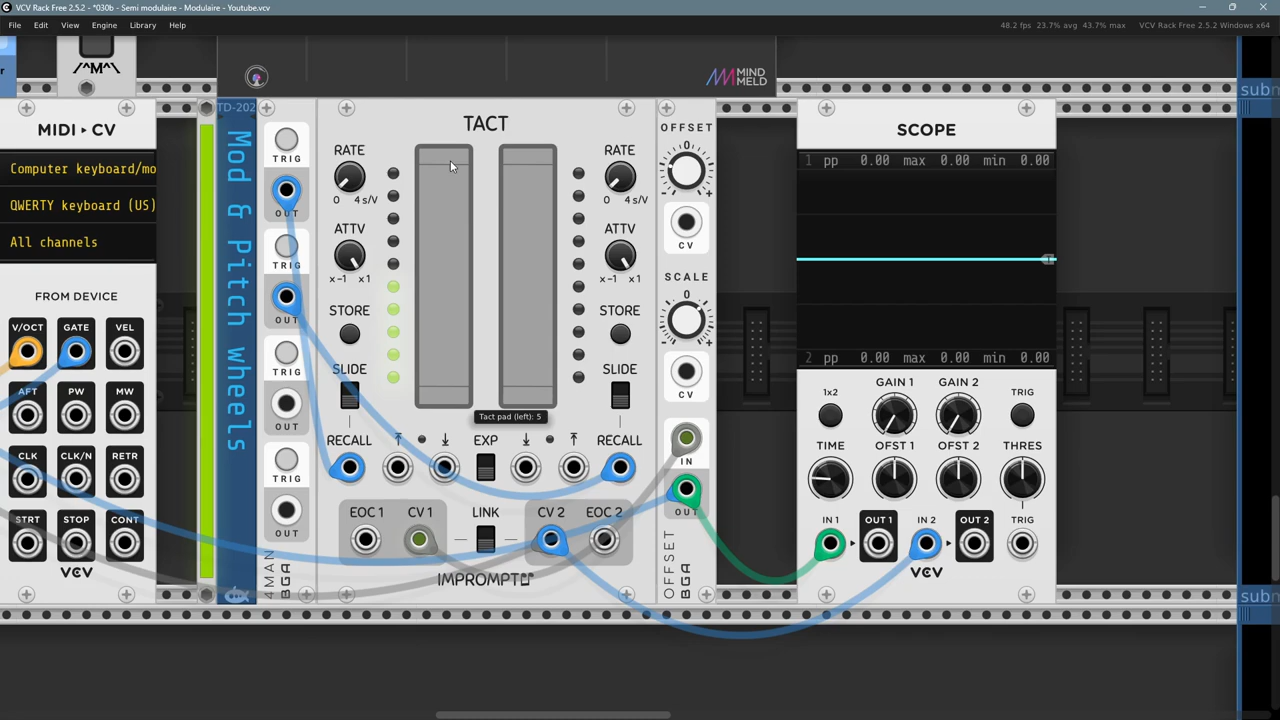 VCV Rack Free 2.5.2 - *030b - Semi modulaire - Modulaire - Youtube.vcv
File Edit View Engine Library Help
48.2 fps 23.7% avg 43.7% max VCV Rack Free 2.5.2 Windows x64
MIND
MELD
MIDI▸CV
Computer keyboard/mo
QWERTY keyboard (US)
All channels
FROM DEVICE
V/OCT GATE VEL
AFT PW MW
CLK CLK/N RETR
STRT STOP CONT
VCV
TD-202
Mod & Pitch wheels
TRIG
OUT
TRIG
OUT
TRIG
OUT
TRIG
OUT
4MAN
BGA
TACT
RATE RATE
0 4s/V 0 4s/V
ATTV ATTV
x-1 x1 x-1 x1
STORE STORE
SLIDE SLIDE
Tact pad (left): 5
RECALL EXP RECALL
EOC 1 CV 1 LINK CV 2 EOC 2
IMPROMPTU
OFFSET
0
- +
CV
SCALE
0
- +
CV
IN
OUT
OFFSET
BGA
SCOPE
1 pp 0.00 max 0.00 min 0.00
2 pp 0.00 max 0.00 min 0.00
1x2 GAIN 1 GAIN 2 TRIG
TIME OFST 1 OFST 2 THRES
IN 1 OUT 1 IN 2 OUT 2 TRIG
VCV